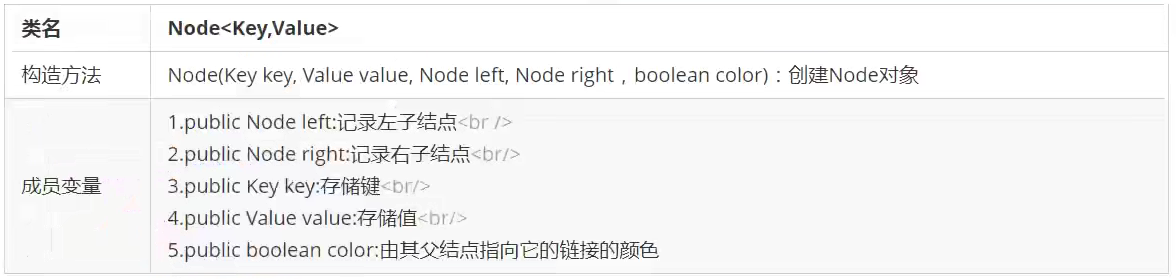 类名 Node<Key,Value>
构造方法 Node(Key key, Value value, Node left, Node right，boolean color)：创建Node对象
1.public Node left:记录左子结点<br />
2.public Node right:记录右子结点<br/>
3.public Key key:存储键<br/>
成员变量
4.public Value value:存储值<br/>
5.public boolean color:由其父结点指向它的链接的颜色